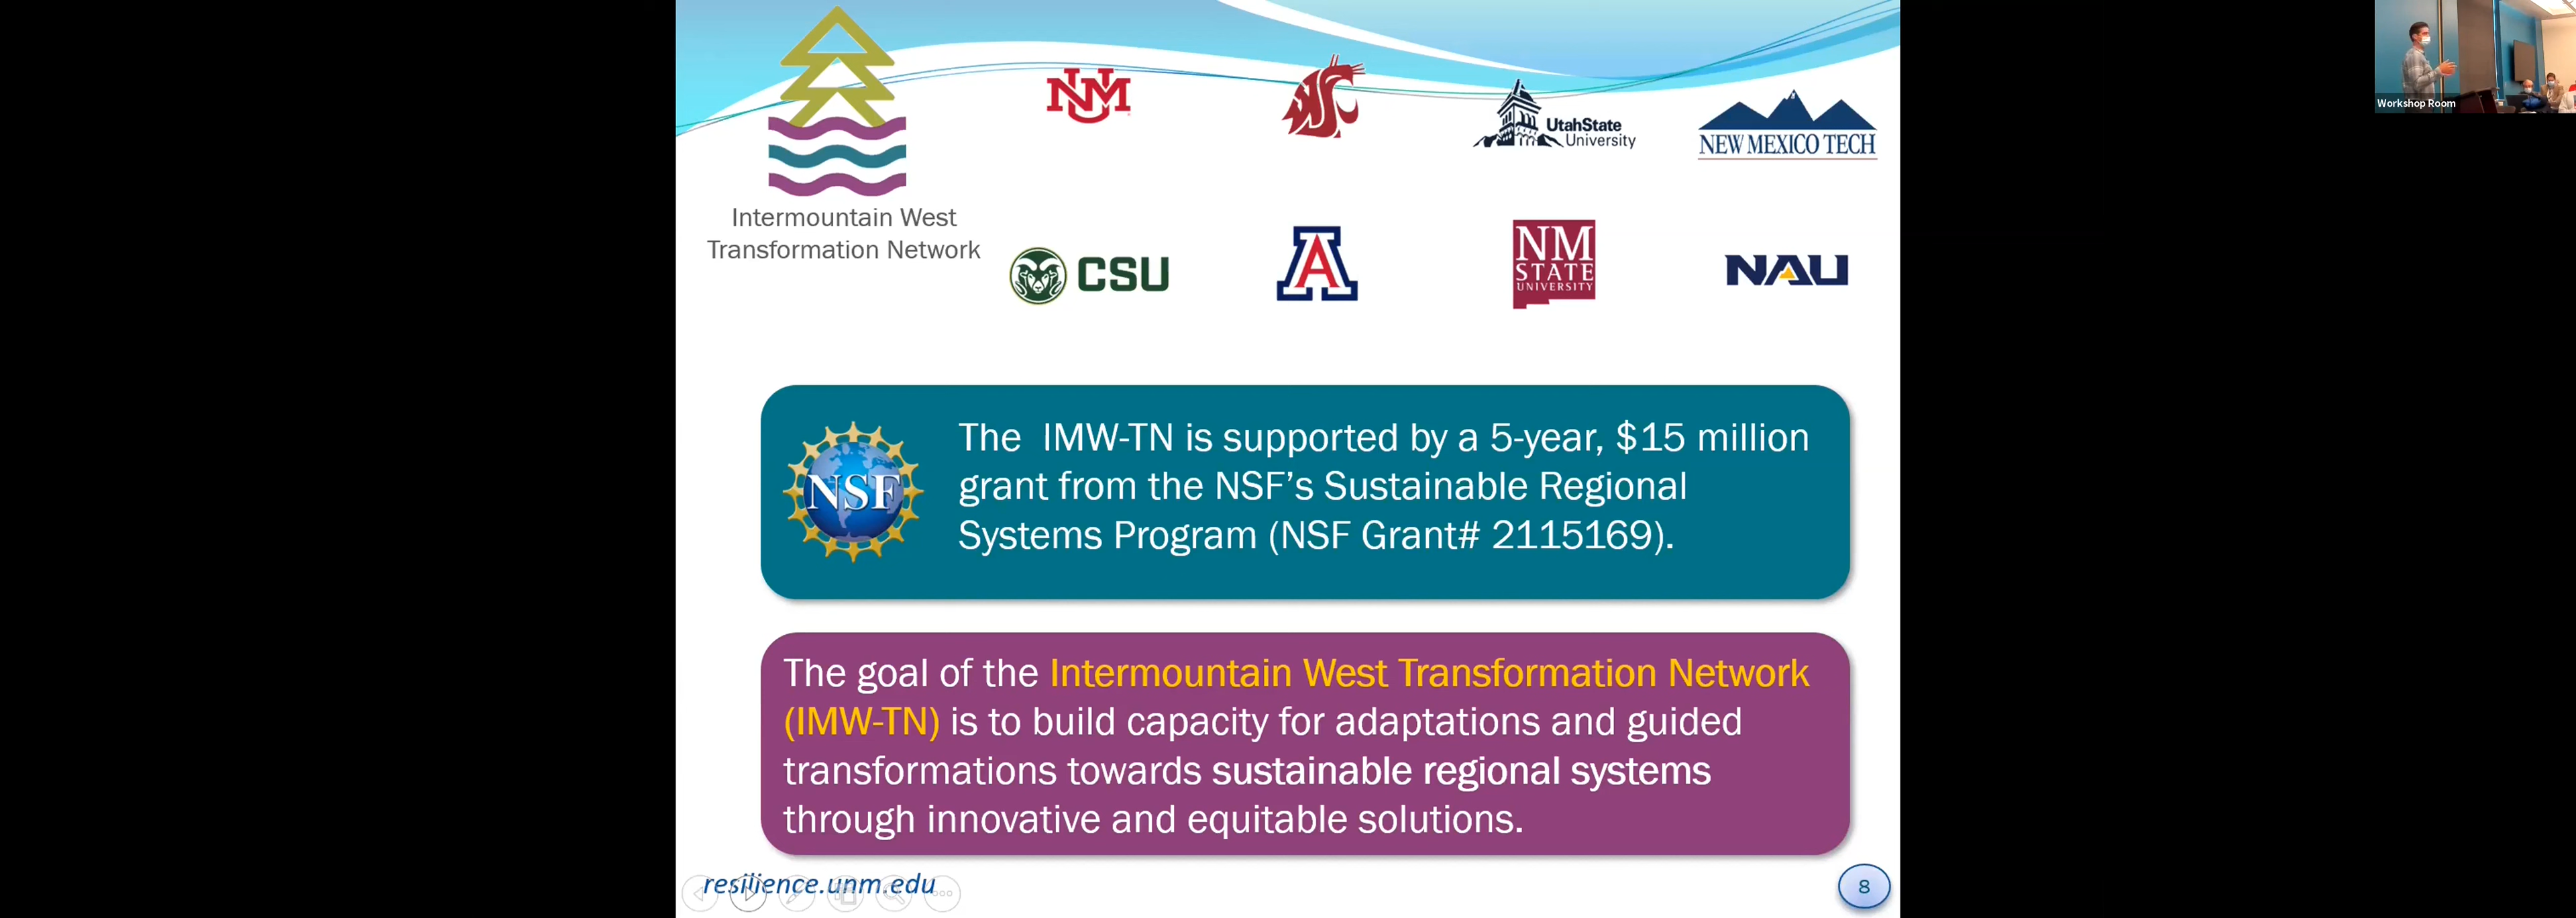 Workshop Room
NM
UtahState
University
NEW MEXICO TECH
Intermountain West
Transformation Network
CSU
A
NM
STATE
UNIVERSITY
NAU
NSF
The IMW-TN is supported by a 5-year, $15 million
grant from the NSF’s Sustainable Regional
Systems Program (NSF Grant# 2115169).
The goal of the Intermountain West Transformation Network
(IMW-TN) is to build capacity for adaptations and guided
transformations towards sustainable regional systems
through innovative and equitable solutions.
resilience.unm.edu
8